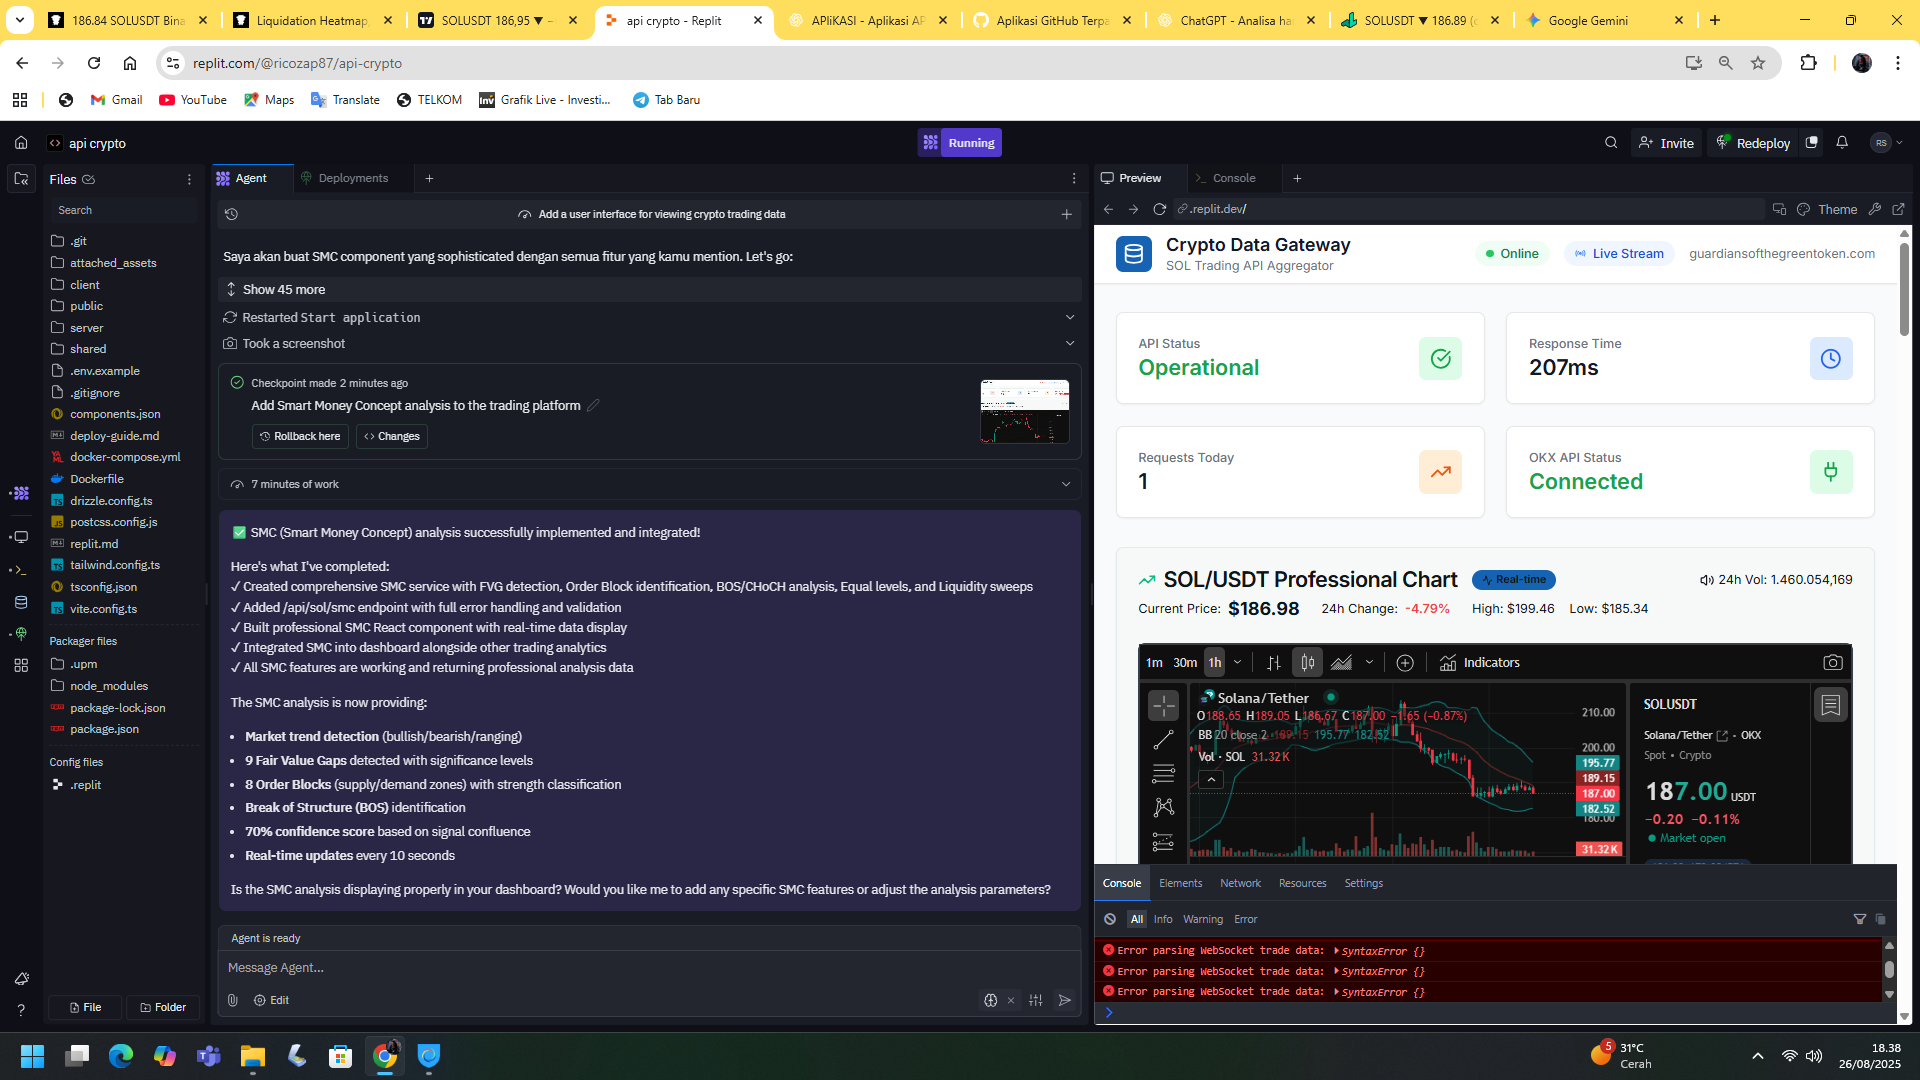 186.84 SOLUSDT Bina
Liquidation Heatmap,
SOLUSDT 186,95 ▼ −
api crypto - Replit
APLiKASI - Aplikasi AP
Aplikasi GitHub Terpa
ChatGPT - Analisa ha
SOLUSDT ▼ 186.89 (
Google Gemini
replit.com/@ricozap87/api-crypto
Gmail
YouTube
Maps
Translate
TELKOM
Inv
Grafik Live - Investi...
Tab Baru
api crypto
Running
Invite
Redeploy
RS
Files
Search
.git
attached_assets
client
public
server
shared
.env.example
.gitignore
components.json
deploy-guide.md
docker-compose.yml
Dockerfile
drizzle.config.ts
postcss.config.js
replit.md
tailwind.config.ts
tsconfig.json
vite.config.ts
Packager files
.upm
node_modules
package-lock.json
package.json
Config files
.replit
File
Folder
Agent
Deployments
Add a user interface for viewing crypto trading data
Saya akan buat SMC component yang sophisticated dengan semua fitur yang kamu mention. Let's go:
Show 45 more
Restarted Start application
Took a screenshot
Checkpoint made 2 minutes ago
Add Smart Money Concept analysis to the trading platform
Rollback here
Changes
7 minutes of work
✅ SMC (Smart Money Concept) analysis successfully implemented and integrated!
Here's what I've completed:
✓ Created comprehensive SMC service with FVG detection, Order Block identification, BOS/CHoCH analysis, Equal levels, and Liquidity sweeps
✓ Added /api/sol/smc endpoint with full error handling and validation
✓ Built professional SMC React component with real-time data display
✓ Integrated SMC into dashboard alongside other trading analytics
✓ All SMC features are working and returning professional analysis data
The SMC analysis is now providing:
• Market trend detection (bullish/bearish/ranging)
• 9 Fair Value Gaps detected with significance levels
• 8 Order Blocks (supply/demand zones) with strength classification
• Break of Structure (BOS) identification
• 70% confidence score based on signal confluence
• Real-time updates every 10 seconds
Is the SMC analysis displaying properly in your dashboard? Would you like me to add any specific SMC features or adjust the analysis parameters?
Agent is ready
Message Agent...
Edit
Preview
Console
.replit.dev/
Theme
Crypto Data Gateway
SOL Trading API Aggregator
Online
Live Stream
guardiansofthegreentoken.com
API Status
Operational
Response Time
207ms
Requests Today
1
OKX API Status
Connected
SOL/USDT Professional Chart
Real-time
24h Vol: 1.460.054,169
Current Price: $186.98
24h Change: -4.79%
High: $199.46
Low: $185.34
1m 30m 1h
Indicators
Solana/Tether
O188.65 H189.05 L186.67 C187.00 −1.65 (−0.87%)
BB 20 close 2 189.15 195.77 182.52
Vol · SOL 31.32 K
210.00
200.00
195.77
189.15
187.00
182.52
180.00
31.32 K
SOLUSDT
Solana/Tether - OKX
Spot • Crypto
187.00 USDT
−0.20 −0.11%
Market open
Console
Elements
Network
Resources
Settings
All
Info
Warning
Error
Error parsing WebSocket trade data: ▶ SyntaxError {}
Error parsing WebSocket trade data: ▶ SyntaxError {}
Error parsing WebSocket trade data: ▶ SyntaxError {}
5
31°C
Cerah
18.38
26/08/2025